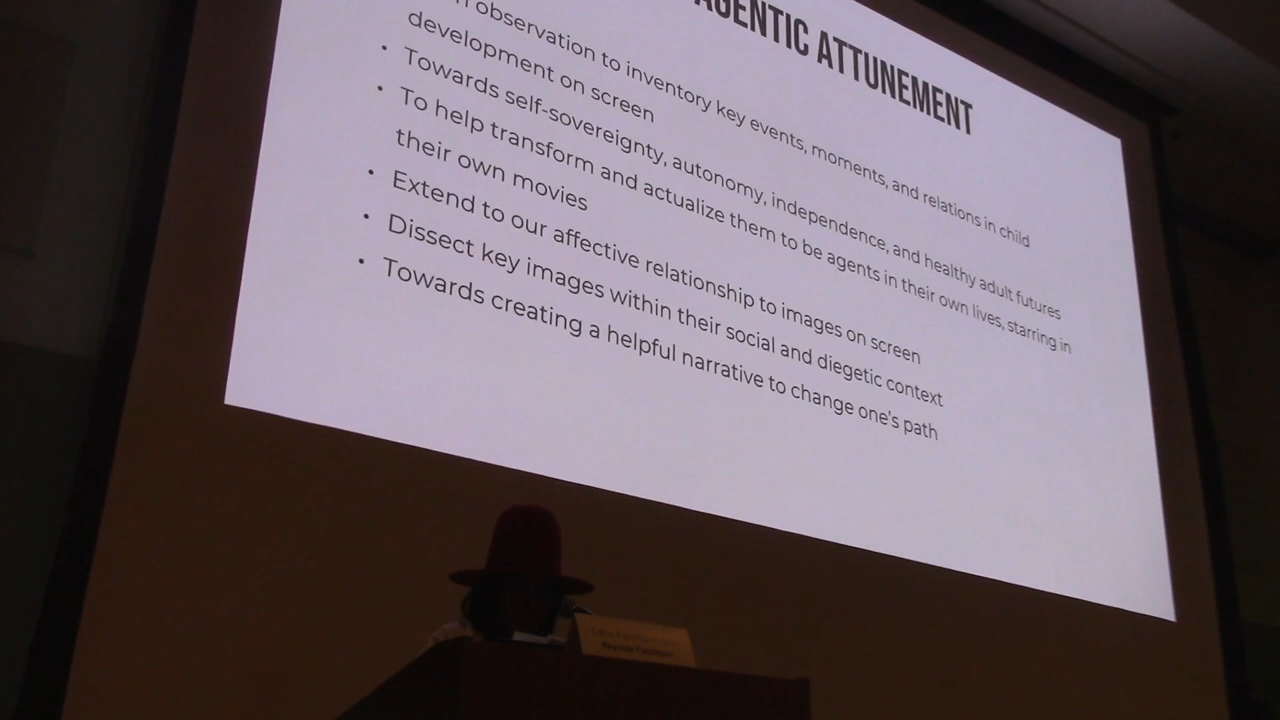 AGENTIC ATTUNEMENT
observation to inventory key events, moments, and relations in child
development on screen
• Towards self-sovereignty, autonomy, independence, and healthy adult futures
• To help transform and actualize them to be agents in their own lives, starring in
their own movies
• Extend to our affective relationship to images on screen
• Dissect key images within their social and diegetic context
• Towards creating a helpful narrative to change one's path